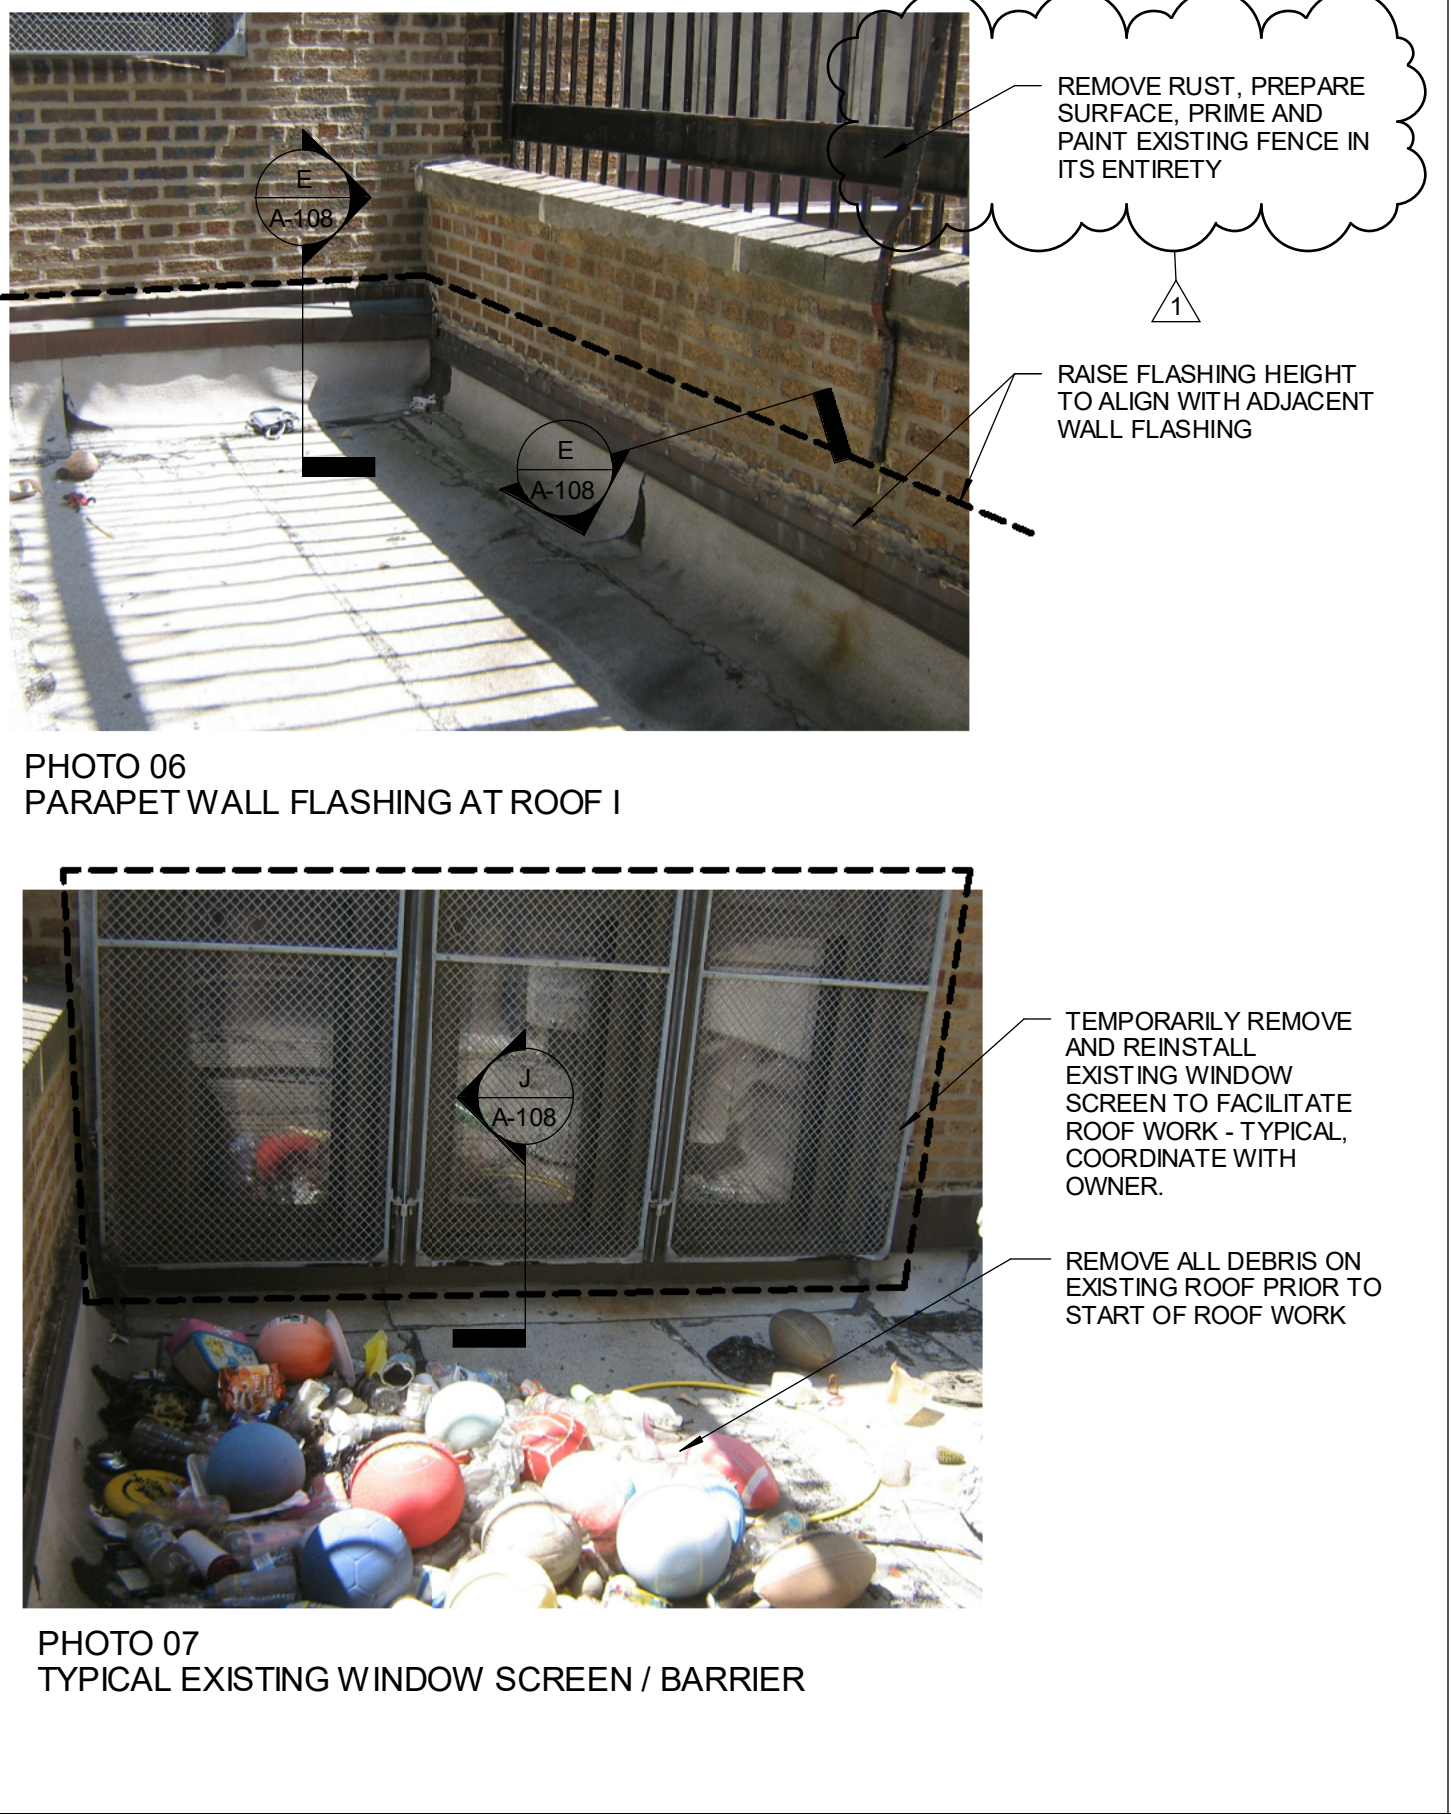 REMOVE RUST, PREPARE
SURFACE, PRIME AND
PAINT EXISTING FENCE IN
ITS ENTIRETY
1
E
A-108
RAISE FLASHING HEIGHT
TO ALIGN WITH ADJACENT
WALL FLASHING
E
A-108
PHOTO 06
PARAPET WALL FLASHING AT ROOF I
TEMPORARILY REMOVE
AND REINSTALL
EXISTING WINDOW
SCREEN TO FACILITATE
ROOF WORK - TYPICAL,
COORDINATE WITH
OWNER.
J
A-108
REMOVE ALL DEBRIS ON
EXISTING ROOF PRIOR TO
START OF ROOF WORK
PHOTO 07
TYPICAL EXISTING WINDOW SCREEN / BARRIER